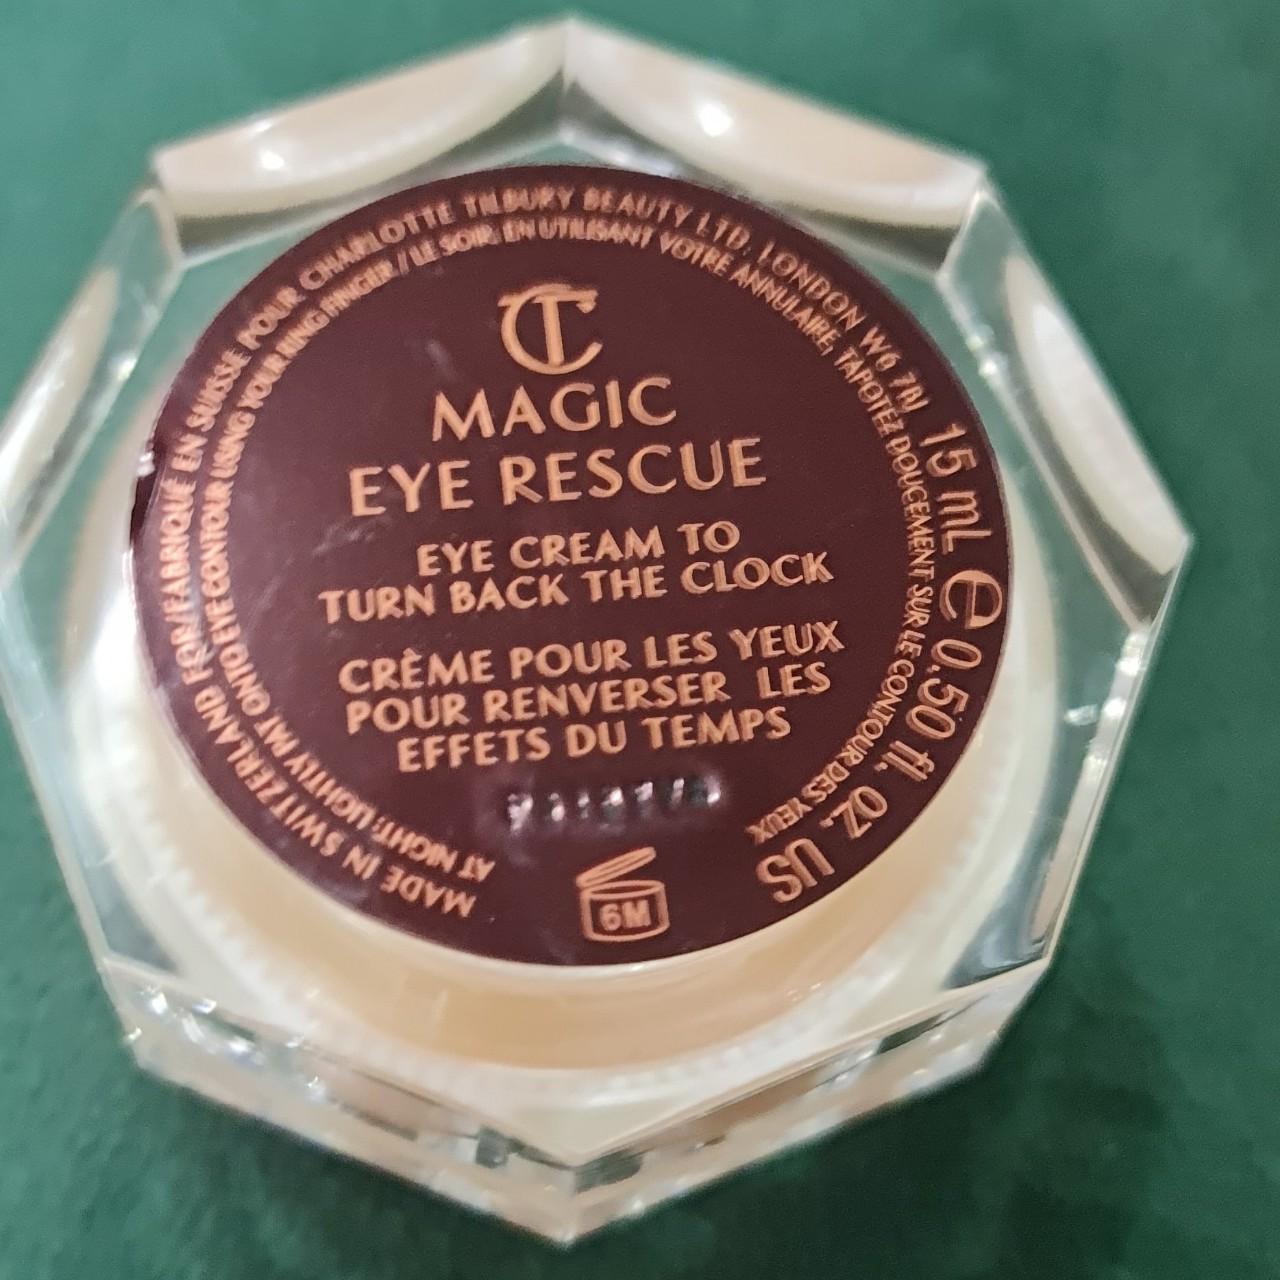 MADE IN SWITZERLAND FOR/FABRIQUÉ EN SUISSE POUR CHARLOTTE TILBURY BEAUTY LTD. LONDON W6 7BJ
AT NIGHT: LIGHTLY PAT ONTO EYE CONTOUR USING YOUR RING FINGER / LE SOIR: EN UTILISANT VOTRE ANNULAIRE, TAPOTEZ DOUCEMENT SUR LE CONTOUR DES YEUX
15 mL e 0.50 fl. oz. US
CT
MAGIC
EYE RESCUE
EYE CREAM TO
TURN BACK THE CLOCK
CRÈME POUR LES YEUX
POUR RENVERSER LES
EFFETS DU TEMPS
6M